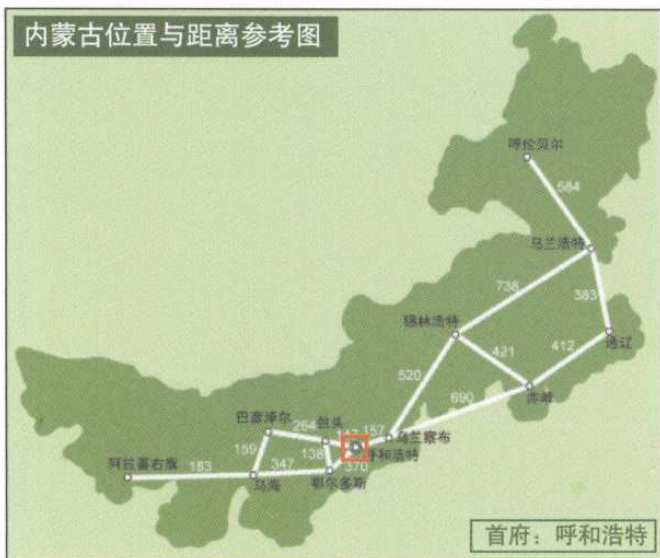 内蒙古位置与距离参考图
呼伦贝尔
584
乌兰浩特
738
383
锡林浩特
通辽
421
412
520
赤峰
690
巴彦淖尔
264
包头
157
乌兰察布
呼和浩特
159
138
阿拉善右旗
183
347
370
乌海
鄂尔多斯
首府：呼和浩特